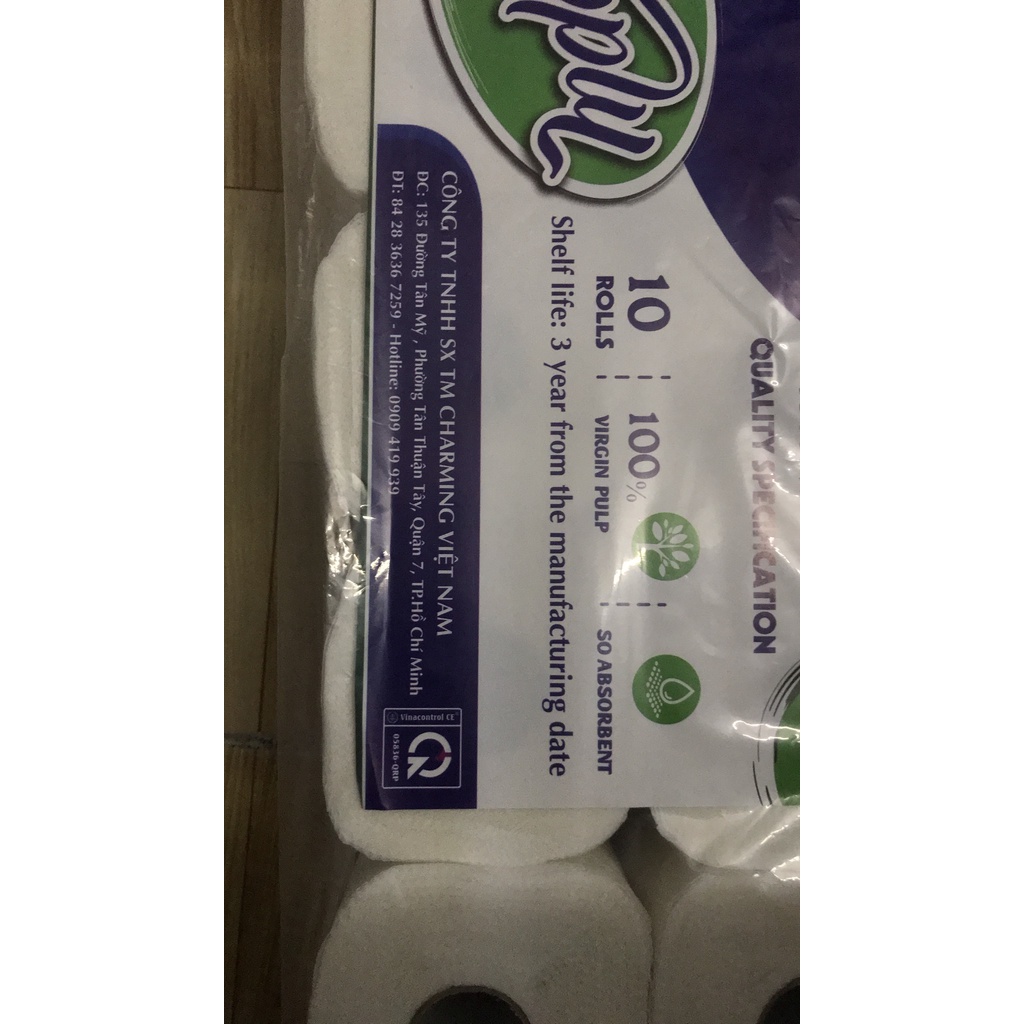 QUALITY SPECIFICATION
10
ROLLS
100%
VIRGIN PULP
SO ABSORBENT
Shelf life: 3 year from the manufacturing date
CÔNG TY TNHH SX TM CHARMING VIỆT NAM
ĐC: 135 Đường Tân Mỹ , Phường Tân Thuận Tây, Quận 7, TP.Hồ Chí Minh
ĐT: 84 28 3636 7259 - Hotline: 0909 419 939
Vinacontrol CE
05836-QRP